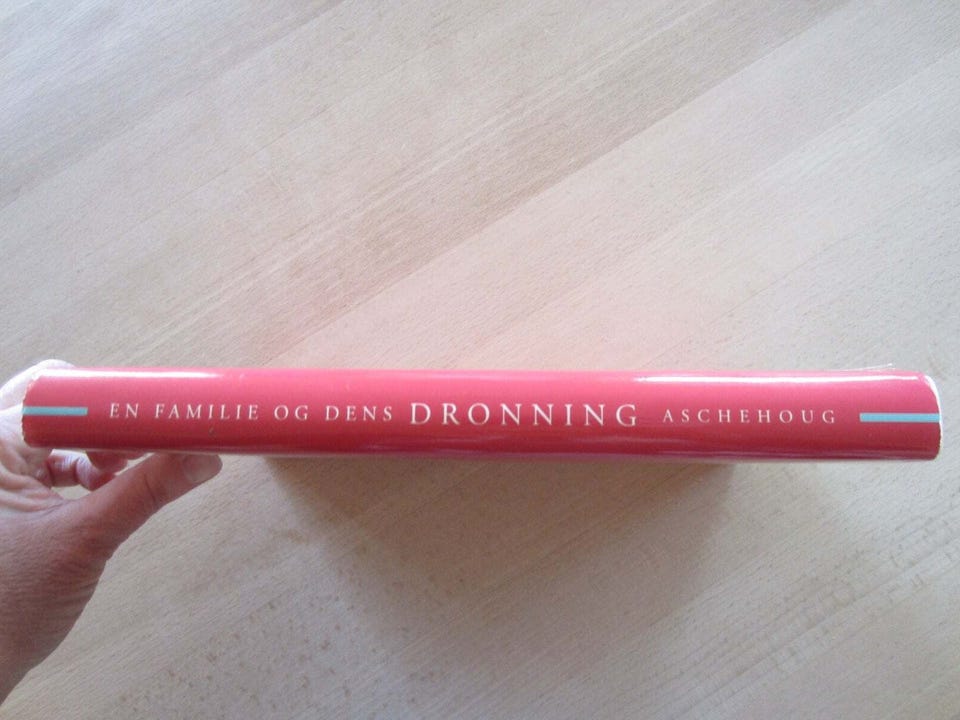 EN FAMILIE OG DENS DRONNING ASCHEHOUG